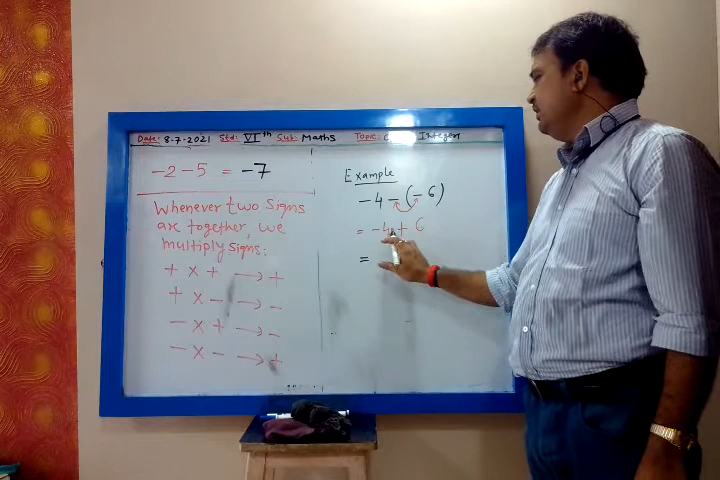 Date: 8-7-2021 Std: VIth Sub: Maths Topic: Integers
-2 - 5 = -7
Whenever two signs
are together, we
multiply signs:
+ x + → +
+ x - → -
- x + → -
- x - → +
Example
-4 - (-6)
= -4 + 6
=